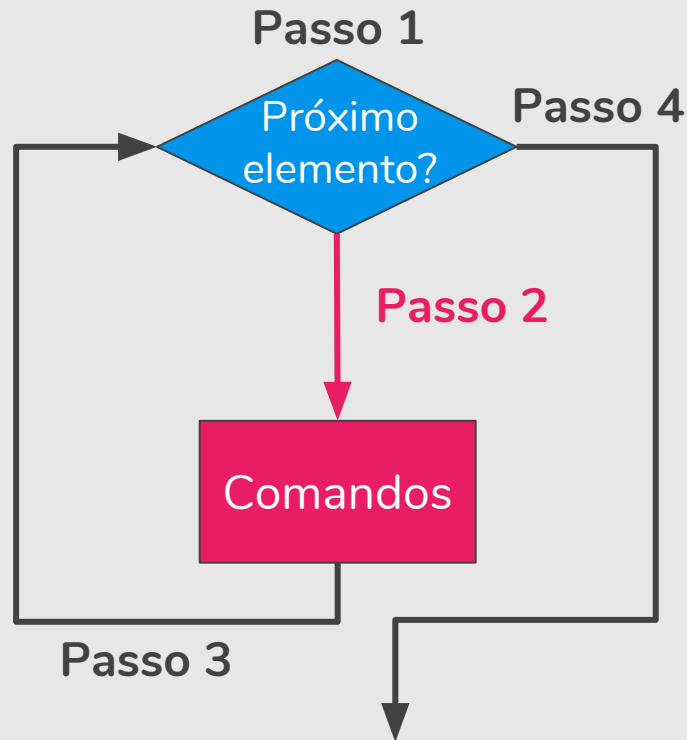 Passo 1
Próximo
elemento?
Passo 4
Passo 2
Comandos
Passo 3